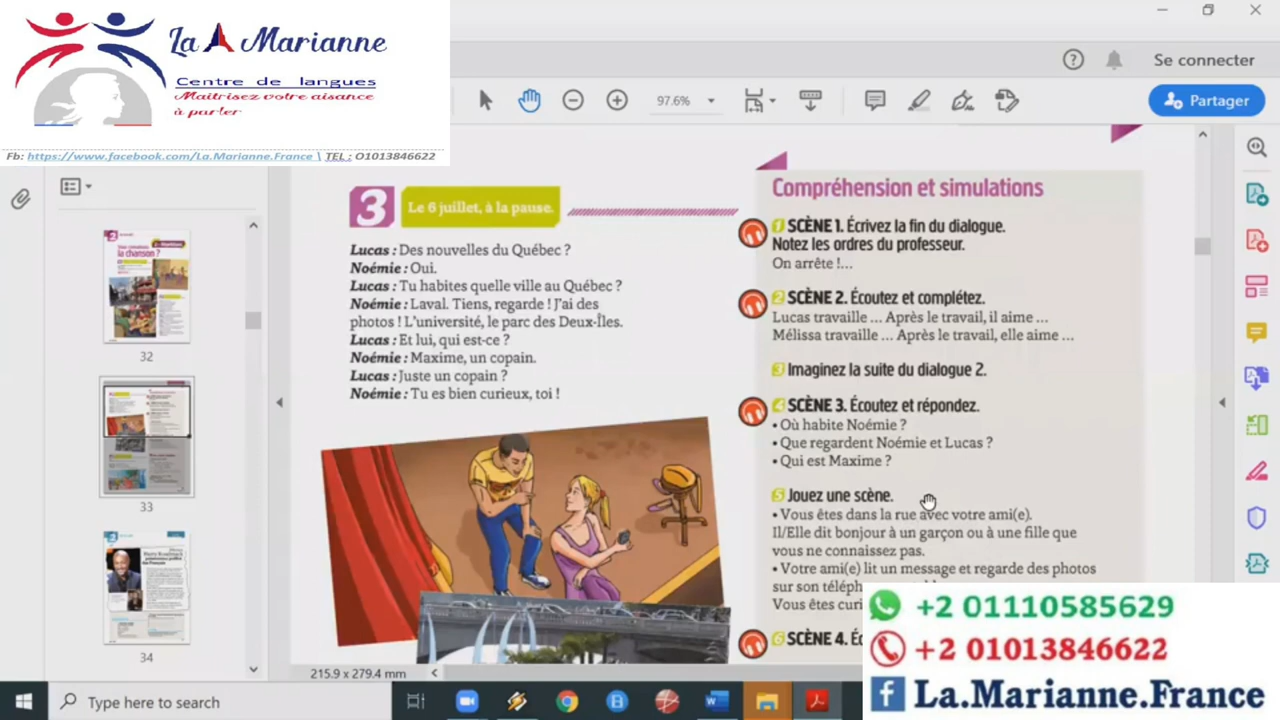 La Marianne
Centre de langues
Maîtrisez votre aisance
à parler
Fb: https://www.facebook.com/La.Marianne.France \ TEL : O1013846622
Se connecter
97.6%
Partager
32
33
34
3
Le 6 juillet, à la pause.
Lucas : Des nouvelles du Québec ?
Noémie : Oui.
Lucas : Tu habites quelle ville au Québec ?
Noémie : Laval. Tiens, regarde ! J'ai des
photos ! L'université, le parc des Deux-Îles.
Lucas : Et lui, qui est-ce ?
Noémie : Maxime, un copain.
Lucas : Juste un copain ?
Noémie : Tu es bien curieux, toi !
Compréhension et simulations
1 SCÈNE 1. Écrivez la fin du dialogue.
Notez les ordres du professeur.
On arrête !...
2 SCÈNE 2. Écoutez et complétez.
Lucas travaille ... Après le travail, il aime ...
Mélissa travaille ... Après le travail, elle aime ...
3 Imaginez la suite du dialogue 2.
4 SCÈNE 3. Écoutez et répondez.
• Où habite Noémie ?
• Que regardent Noémie et Lucas ?
• Qui est Maxime ?
5 Jouez une scène.
• Vous êtes dans la rue avec votre ami(e).
Il/Elle dit bonjour à un garçon ou à une fille que
vous ne connaissez pas.
• Votre ami(e) lit un message et regarde des photos
sur son téléph
Vous êtes curi
6 SCÈNE 4.
215.9 x 279.4 mm
Type here to search
+2 01110585629
+2 01013846622
La.Marianne.France